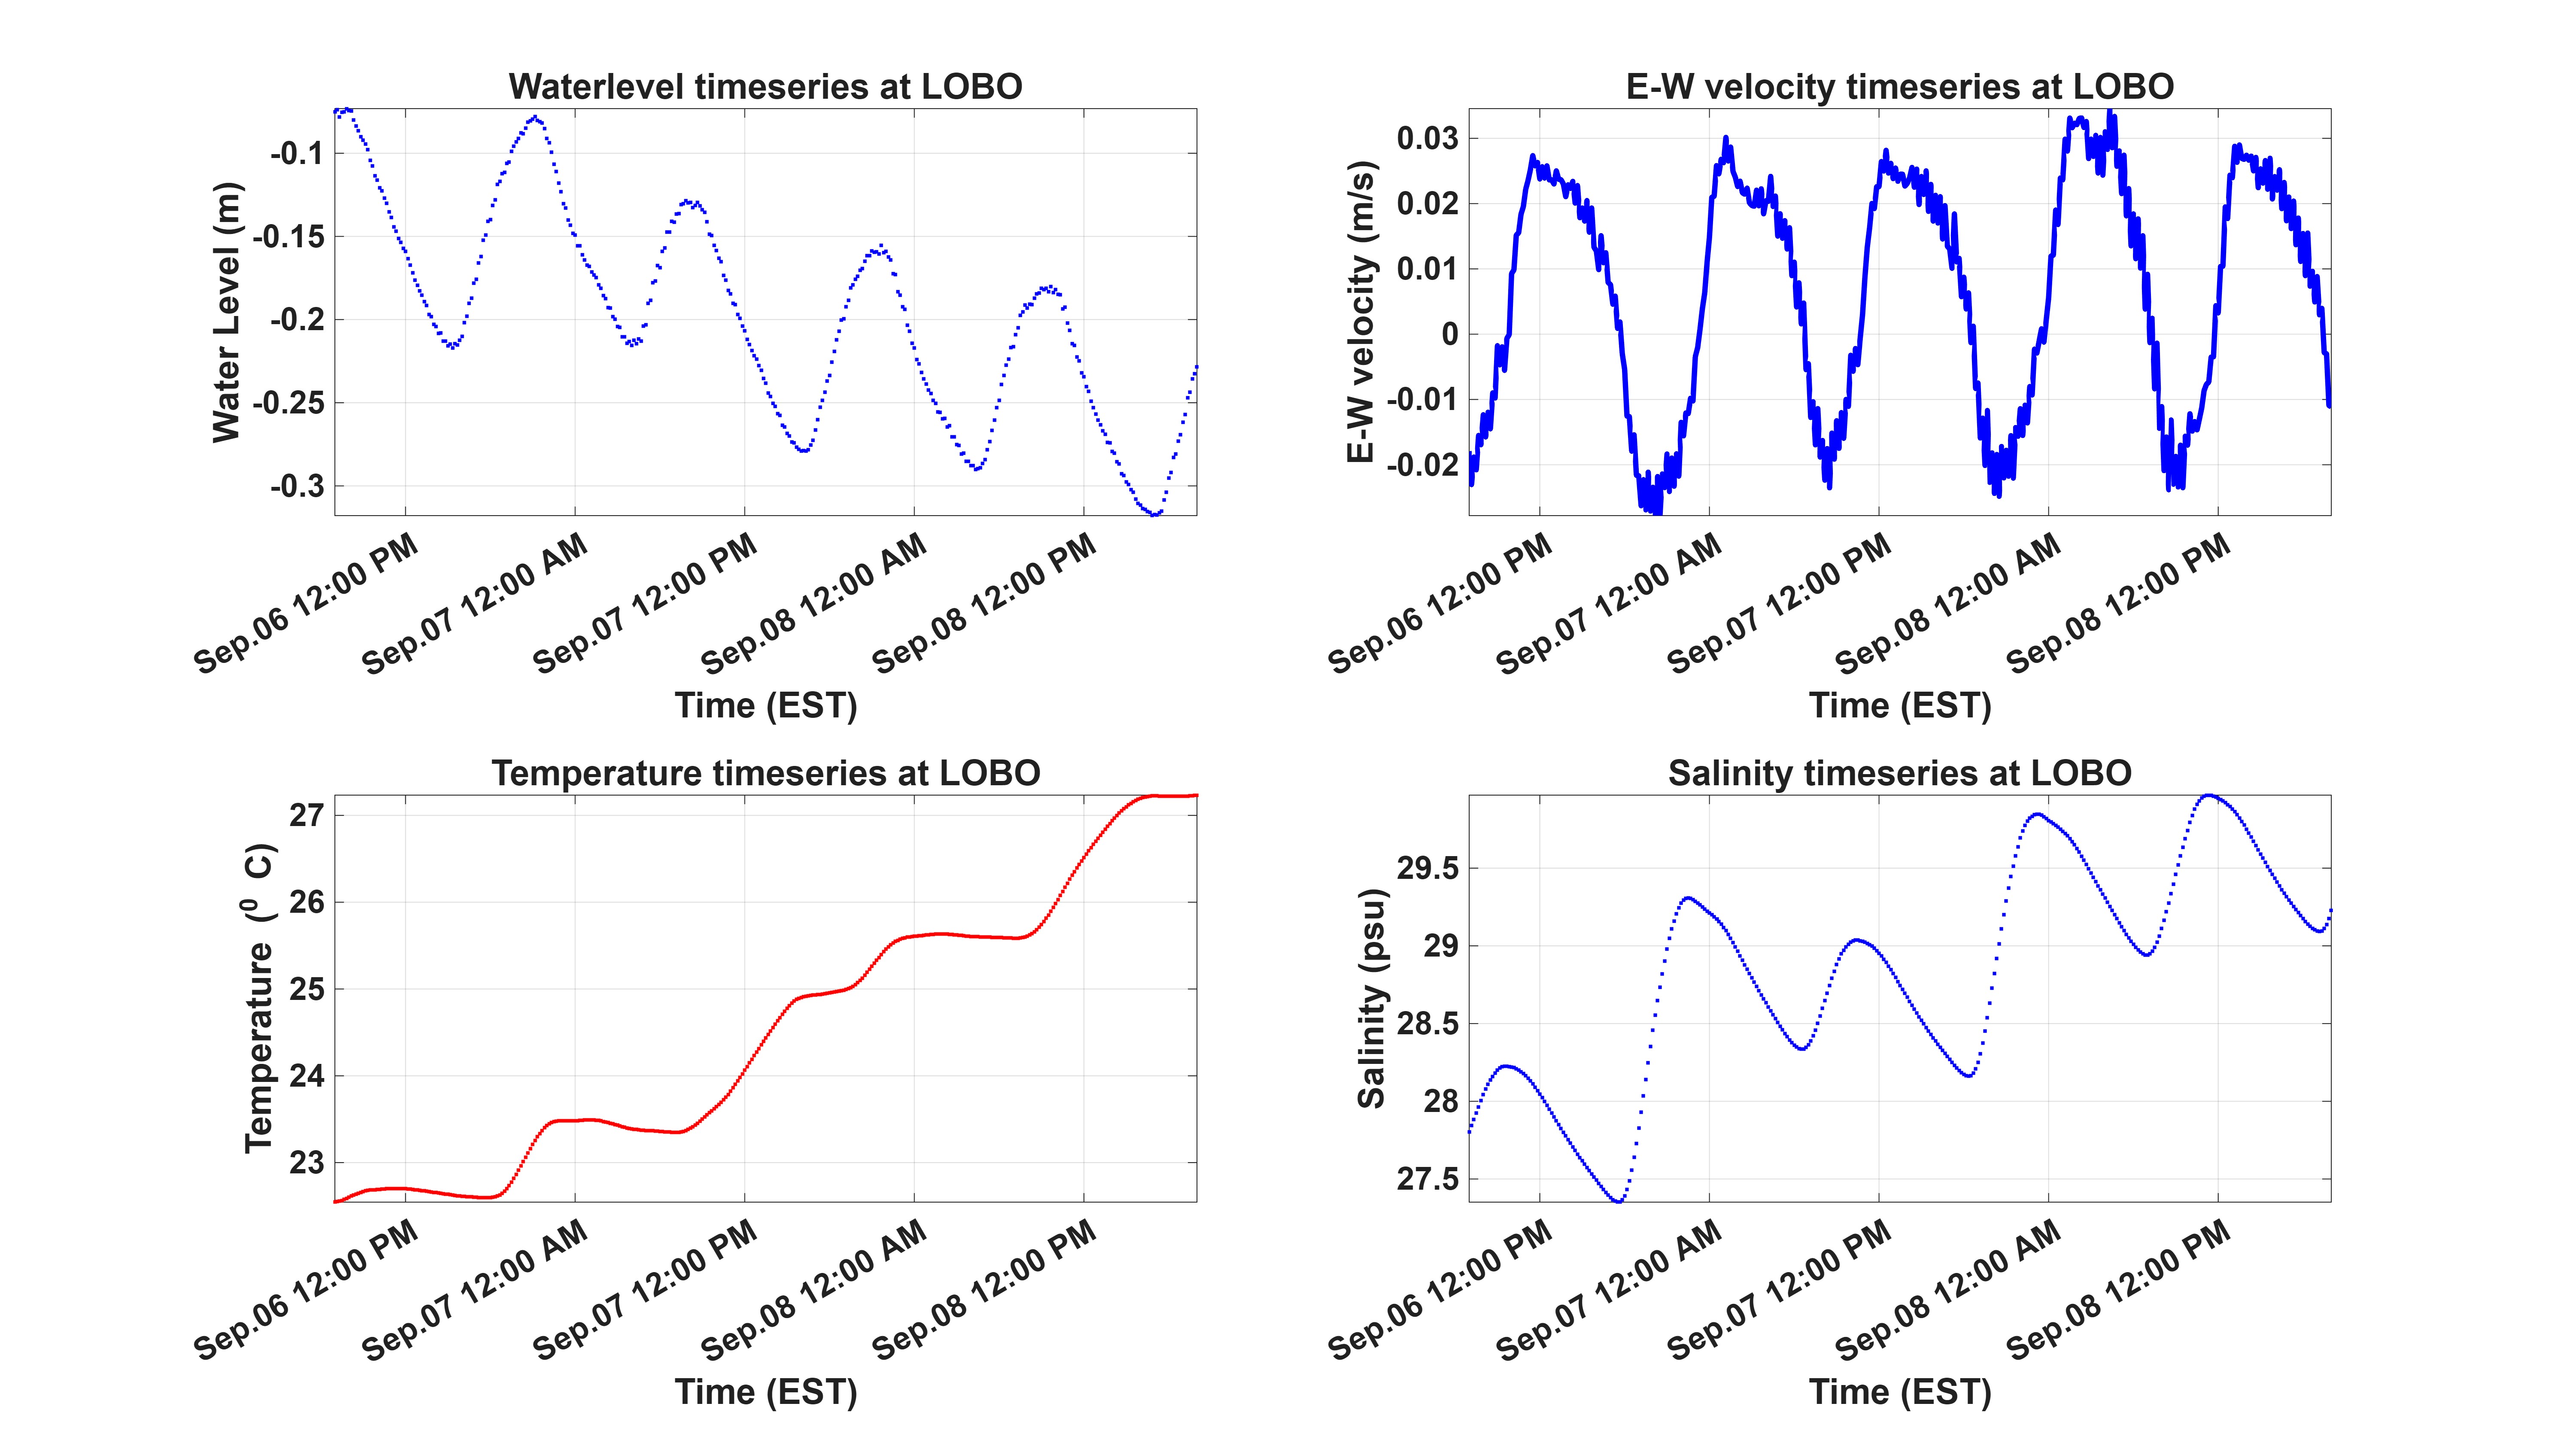 Waterlevel timeseries at LOBO
Water Level (m)
-0.1
-0.15
-0.2
-0.25
-0.3
Sep.06 12:00 PM
Sep.07 12:00 AM
Sep.07 12:00 PM
Sep.08 12:00 AM
Sep.08 12:00 PM
Time (EST)
E-W velocity timeseries at LOBO
E-W velocity (m/s)
0.03
0.02
0.01
0
-0.01
-0.02
Sep.06 12:00 PM
Sep.07 12:00 AM
Sep.07 12:00 PM
Sep.08 12:00 AM
Sep.08 12:00 PM
Time (EST)
Temperature timeseries at LOBO
Temperature (⁰ C)
27
26
25
24
23
Sep.06 12:00 PM
Sep.07 12:00 AM
Sep.07 12:00 PM
Sep.08 12:00 AM
Sep.08 12:00 PM
Time (EST)
Salinity timeseries at LOBO
Salinity (psu)
29.5
29
28.5
28
27.5
Sep.06 12:00 PM
Sep.07 12:00 AM
Sep.07 12:00 PM
Sep.08 12:00 AM
Sep.08 12:00 PM
Time (EST)